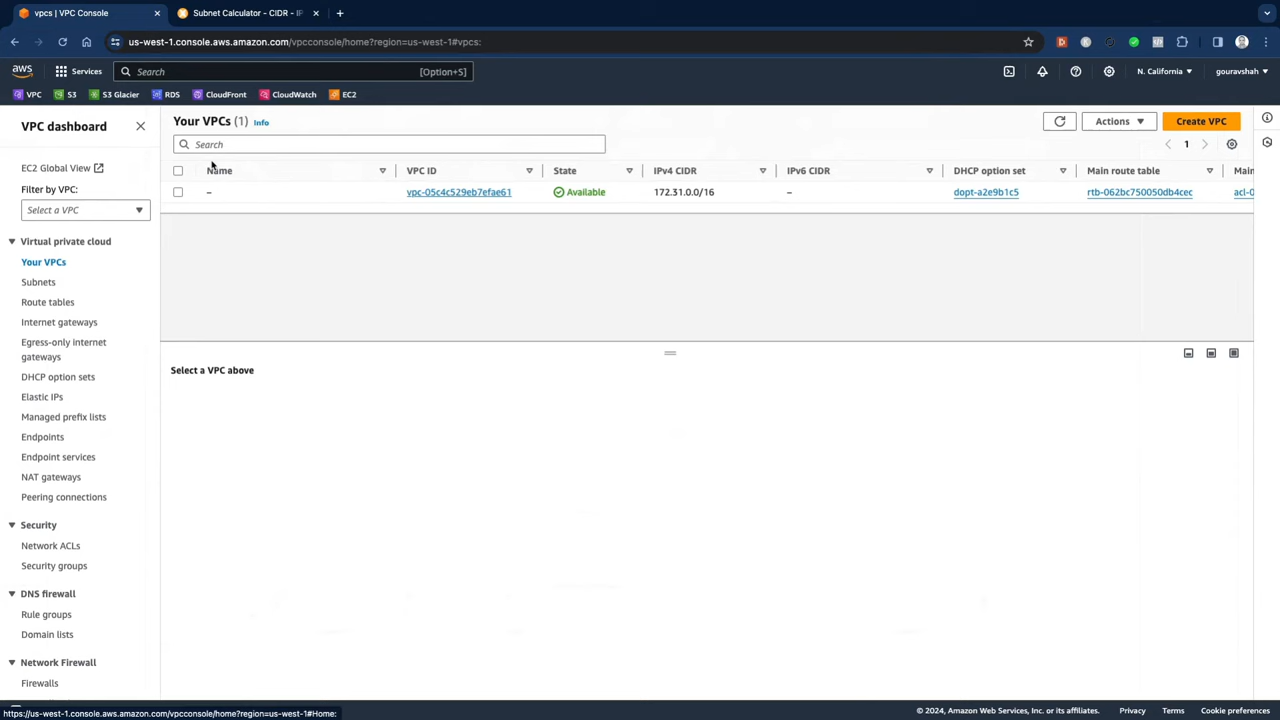 vpcs | VPC Console
Subnet Calculator - CIDR - IP
us-west-1.console.aws.amazon.com/vpcconsole/home?region=us-west-1#vpcs:
aws
Services
Search
[Option+S]
N. California
gouravshah
VPC
S3
S3 Glacier
RDS
CloudFront
CloudWatch
EC2
VPC dashboard
EC2 Global View
Filter by VPC:
Select a VPC
Virtual private cloud
Your VPCs
Subnets
Route tables
Internet gateways
Egress-only internet
gateways
DHCP option sets
Elastic IPs
Managed prefix lists
Endpoints
Endpoint services
NAT gateways
Peering connections
Security
Network ACLs
Security groups
DNS firewall
Rule groups
Domain lists
Network Firewall
Firewalls
Your VPCs (1) Info
Actions
Create VPC
Search
1
Name VPC ID State IPv4 CIDR IPv6 CIDR DHCP option set Main route table Main
– vpc-05c4c529eb7efae61 Available 172.31.0.0/16 – dopt-a2e9b1c5 rtb-062bc750050db4cec acl-0
Select a VPC above
https://us-west-1.console.aws.amazon.com/vpcconsole/home?region=us-west-1#Home:
© 2024, Amazon Web Services, Inc. or its affiliates.
Privacy
Terms
Cookie preferences